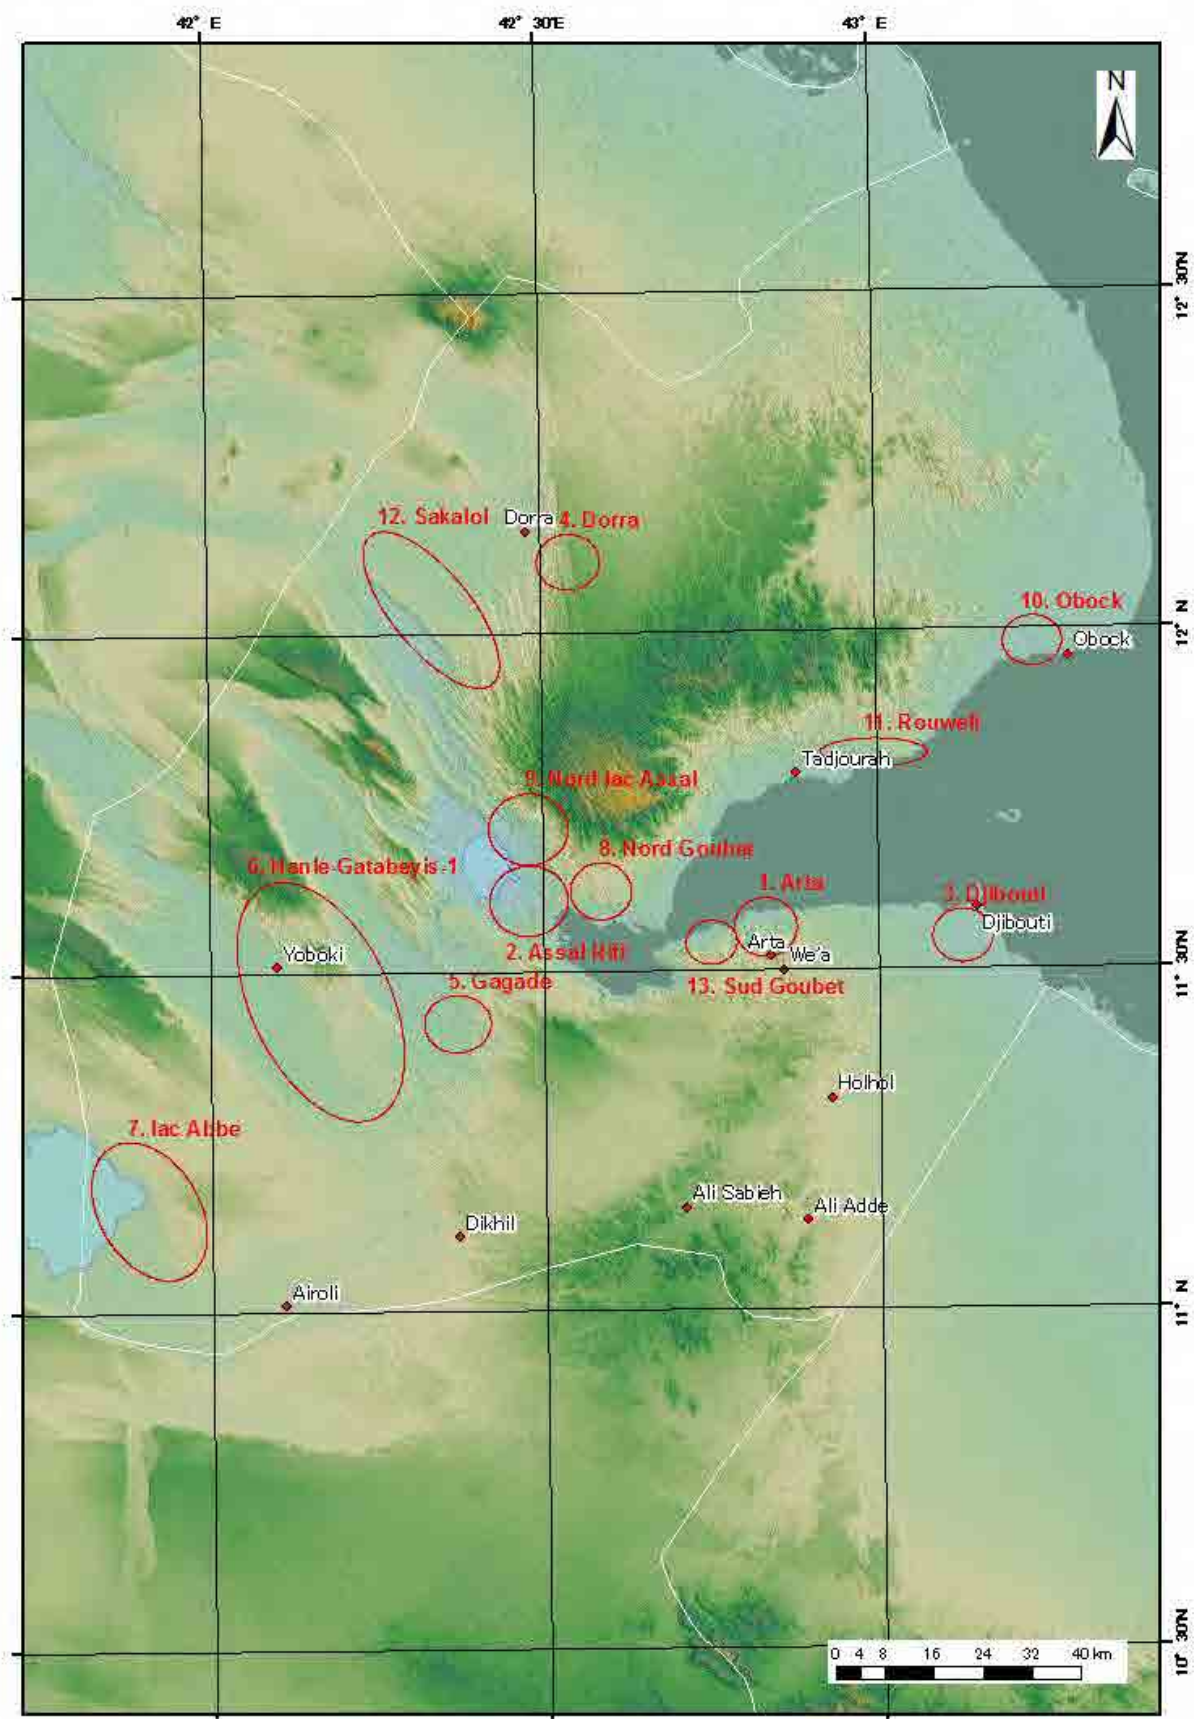 42° E
42° 30'E
43° E
N
12° 30'N
12. Sakalol
Dorra
4. Dorra
10. Obock
12° N
Obock
11. Rouweli
Tadjourah
9. Nord lac Assal
8. Nord Goubet
6. Hanle-Gatabeyis-1
1. Arta
3. Djibouti
Djibouti
Arta
2. Assal Rift
Yoboki
We'a
11° 30'N
5. Gagade
13. Sud Goubet
Holhol
7. lac Abbe
Ali Sabieh
Ali Adde
Dikhil
Airoli
11° N
10° 30'N
0 4 8 16 24 32 40 km